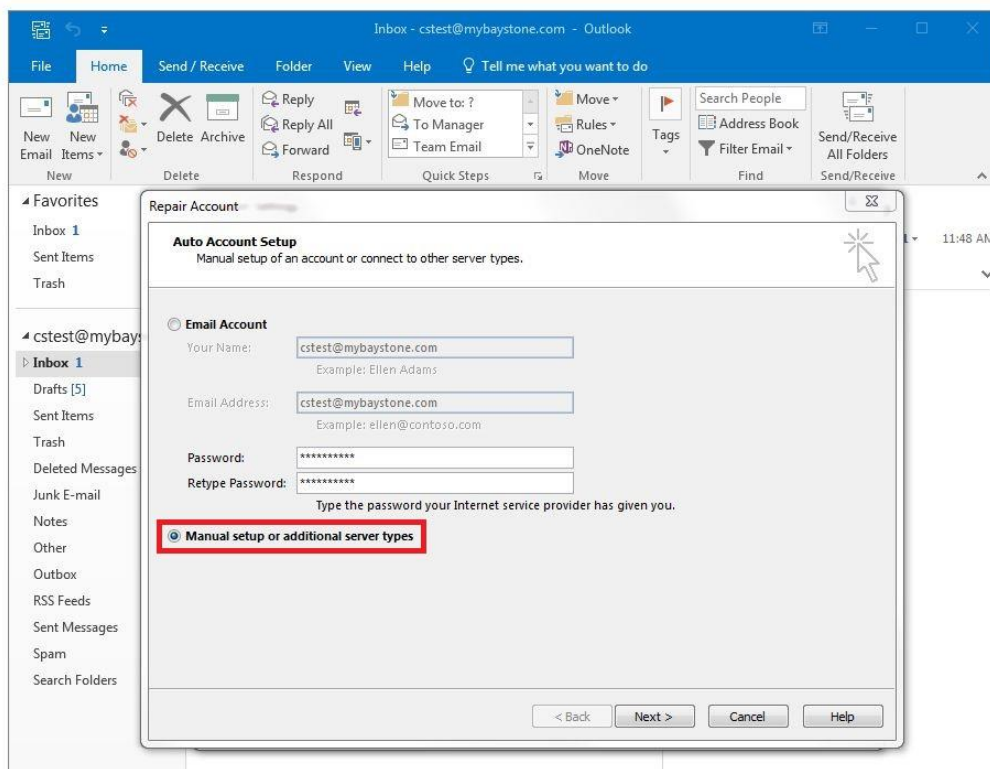 Inbox - cstest@mybaystone.com - Outlook
File Home Send / Receive Folder View Help Tell me what you want to do
New Email
New Items
Delete
Archive
Reply
Reply All
Forward
Move to: ?
To Manager
Team Email
Move
Rules
OneNote
Tags
Search People
Address Book
Filter Email
Send/Receive All Folders
New Delete Respond Quick Steps Move Find Send/Receive
Favorites
Inbox 1
Sent Items
Trash
cstest@mybays
Inbox 1
Drafts [5]
Sent Items
Trash
Deleted Messages
Junk E-mail
Notes
Other
Outbox
RSS Feeds
Sent Messages
Spam
Search Folders
11:48 AM
Repair Account
Auto Account Setup
Manual setup of an account or connect to other server types.
Email Account
Your Name: cstest@mybaystone.com
Example: Ellen Adams
Email Address: cstest@mybaystone.com
Example: ellen@contoso.com
Password: **********
Retype Password: **********
Type the password your Internet service provider has given you.
Manual setup or additional server types
< Back Next > Cancel Help